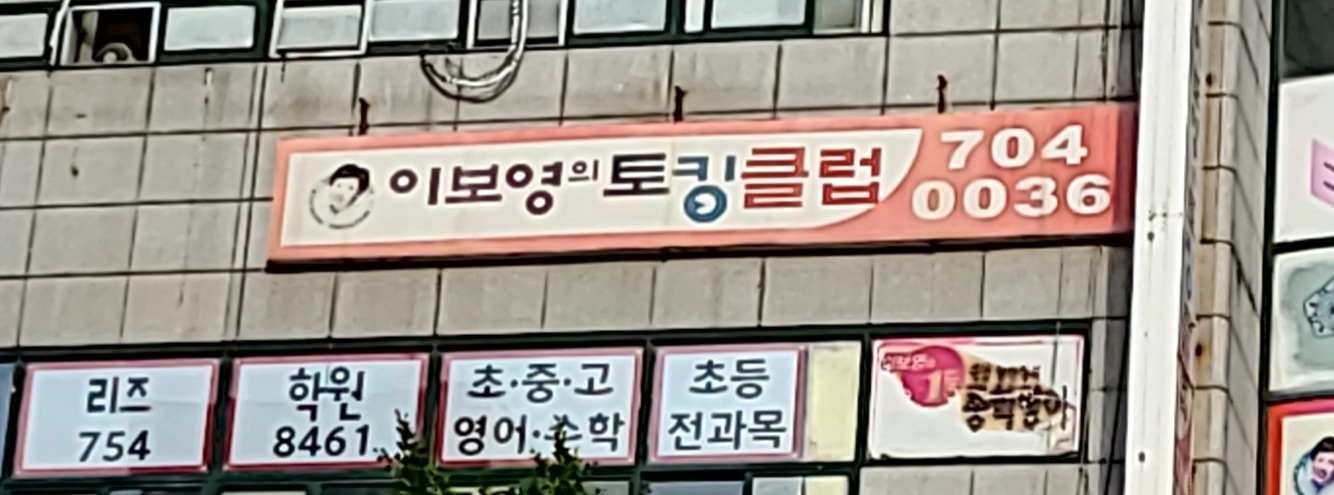 이보영의토킹클럽
704
0036
리즈
754
학원
8461
초·중·고
영어·수학
초등
전과목